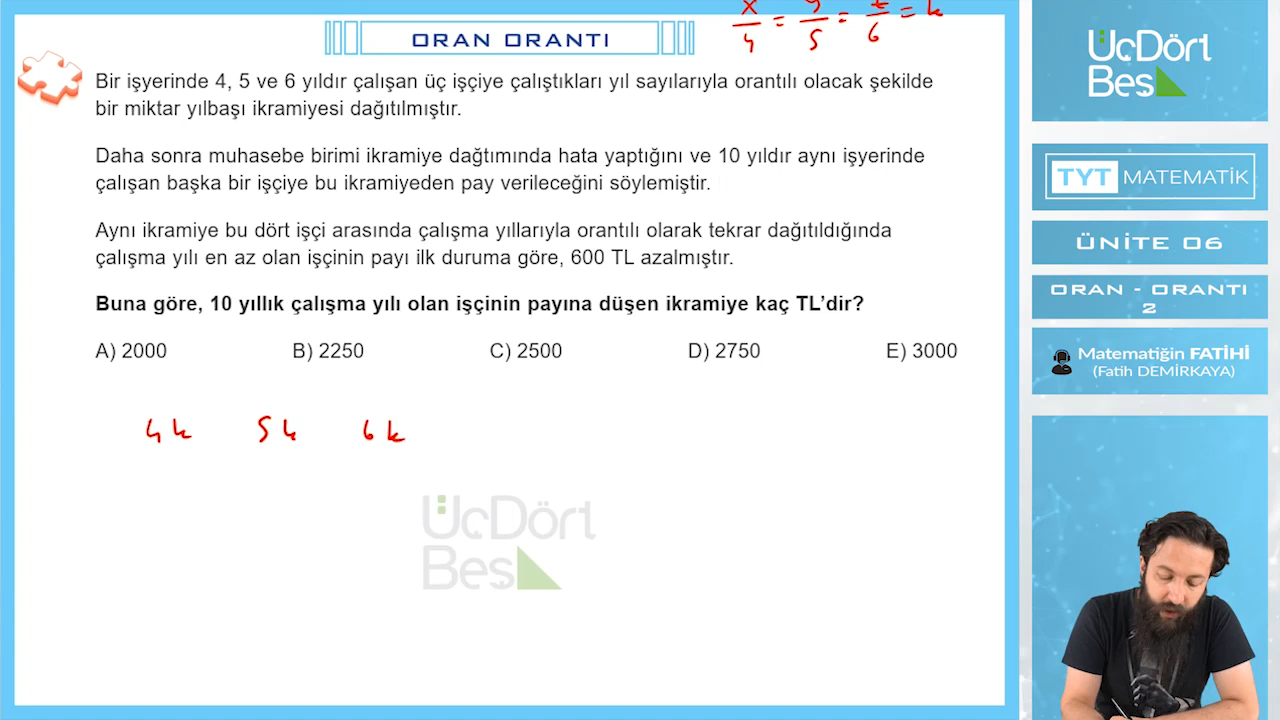 x/4 = y/5 = z/6 = k
ORAN ORANTI
Bir işyerinde 4, 5 ve 6 yıldır çalışan üç işçiye çalıştıkları yıl sayılarıyla orantılı olacak şekilde
bir miktar yılbaşı ikramiyesi dağıtılmıştır.
Daha sonra muhasebe birimi ikramiye dağtımında hata yaptığını ve 10 yıldır aynı işyerinde
çalışan başka bir işçiye bu ikramiyeden pay verileceğini söylemiştir.
Aynı ikramiye bu dört işçi arasında çalışma yıllarıyla orantılı olarak tekrar dağıtıldığında
çalışma yılı en az olan işçinin payı ilk duruma göre, 600 TL azalmıştır.
Buna göre, 10 yıllık çalışma yılı olan işçinin payına düşen ikramiye kaç TL’dir?
A) 2000 B) 2250 C) 2500 D) 2750 E) 3000
4k 5k 6k
ÜçDört
Beş
ÜçDört
Beş
TYT MATEMATİK
ÜNİTE 06
ORAN - ORANTI
2
Matematiğin FATİHİ
(Fatih DEMİRKAYA)